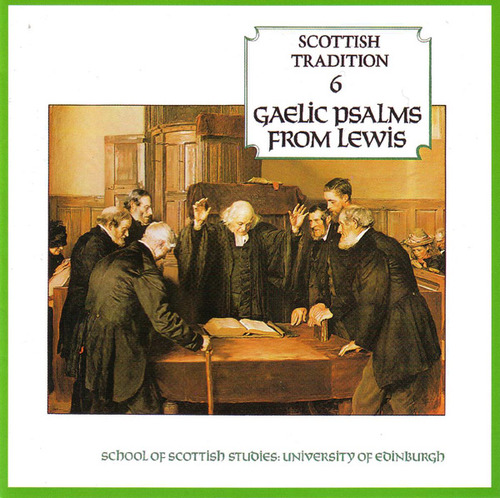 SCOTTISH
TRADITION
6
GAELIC PSALMS
FROM LEWIS
SCHOOL OF SCOTTISH STUDIES: UNIVERSITY OF EDINBURGH